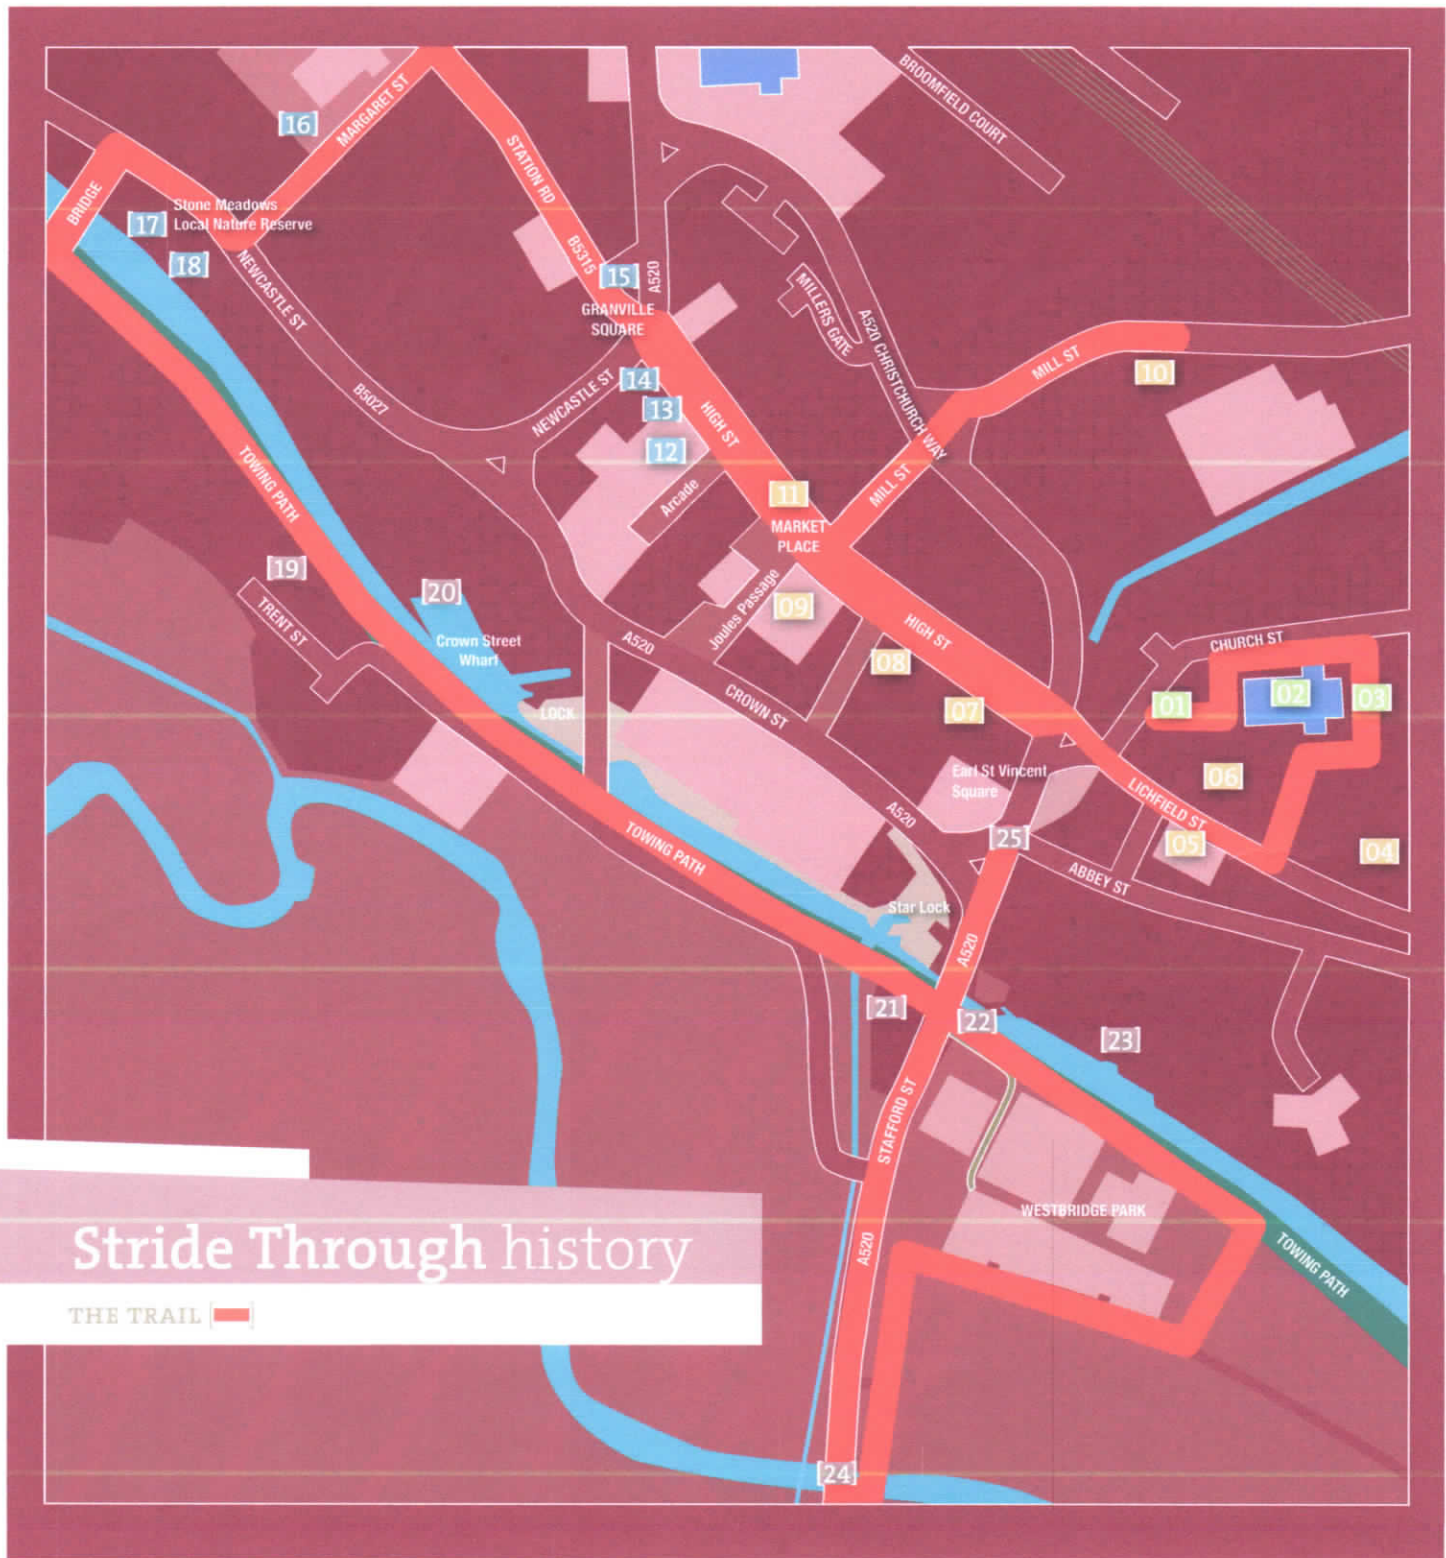 BROOMFIELD COURT
[16]
MARGARET ST
STATION RD
BRIDGE
[17]
Stone Meadows
Local Nature Reserve
[18]
NEWCASTLE ST
B5315
[15]
A520
GRANVILLE
SQUARE
MILLERS GATE
A520 CHRISTCHURCH WAY
MILL ST
[10]
B5027
NEWCASTLE ST
[14]
[13]
[12]
HIGH ST
Arcade
[11]
MARKET
PLACE
MILL ST
TOWING PATH
[19]
TRENT ST
[20]
Crown Street
Wharf
LOCK
A520
Joules Passage
[09]
HIGH ST
[08]
[07]
CROWN ST
CHURCH ST
[01]
[02]
[03]
Earl St Vincent
Square
[06]
LICHFIELD ST
[05]
[04]
A520
[25]
ABBEY ST
TOWING PATH
Star Lock
A520
[21]
[22]
[23]
STAFFORD ST
WESTBRIDGE PARK
A520
TOWING PATH
[24]
Stride Through history
THE TRAIL [ ]